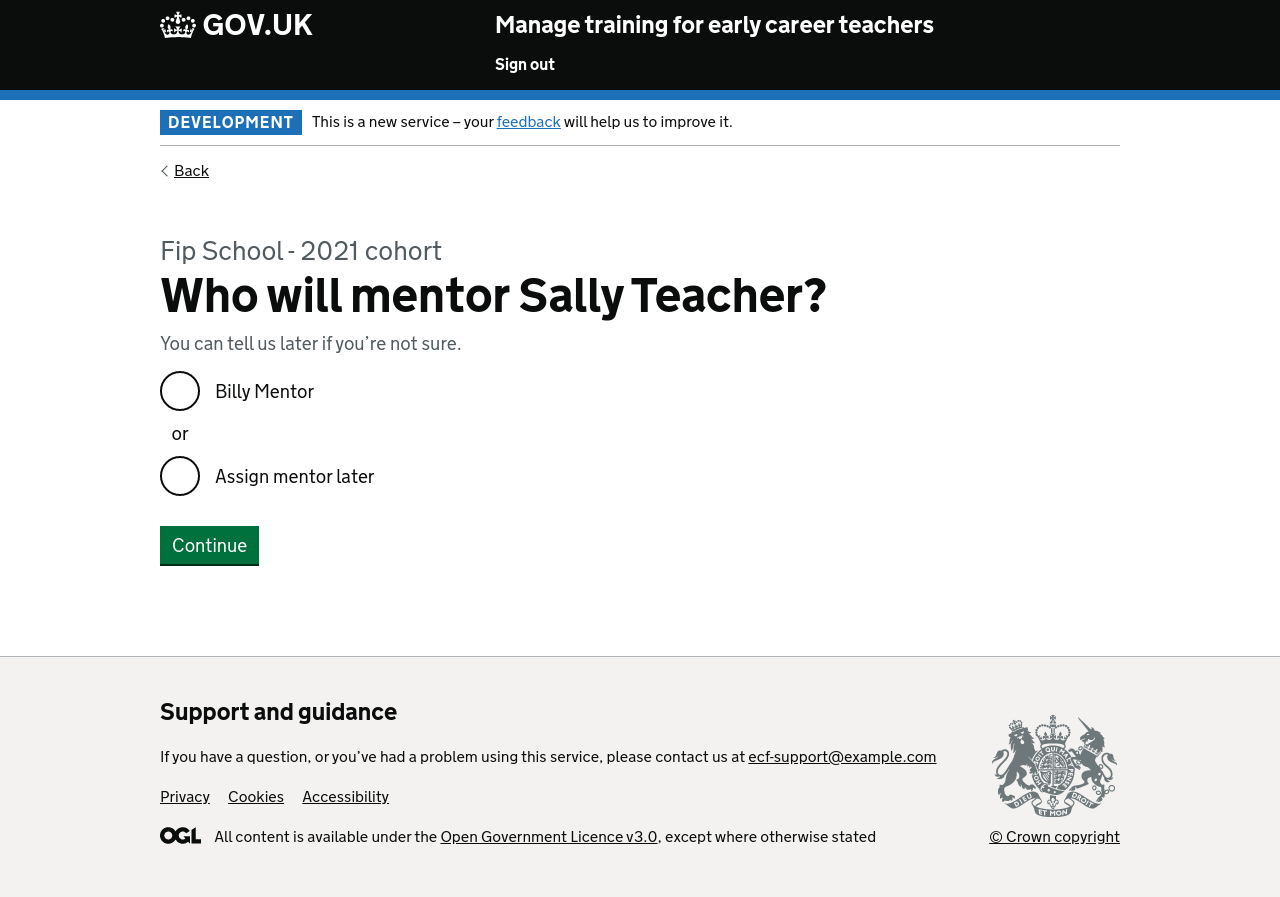 GOV.UK
Manage training for early career teachers
Sign out
DEVELOPMENT This is a new service – your feedback will help us to improve it.
Back
Fip School - 2021 cohort
Who will mentor Sally Teacher?
You can tell us later if you’re not sure.
Billy Mentor
or
Assign mentor later
Continue
Support and guidance
If you have a question, or you’ve had a problem using this service, please contact us at ecf-support@example.com
Privacy Cookies Accessibility
OGL All content is available under the Open Government Licence v3.0, except where otherwise stated
DIEU ET MON DROIT
© Crown copyright